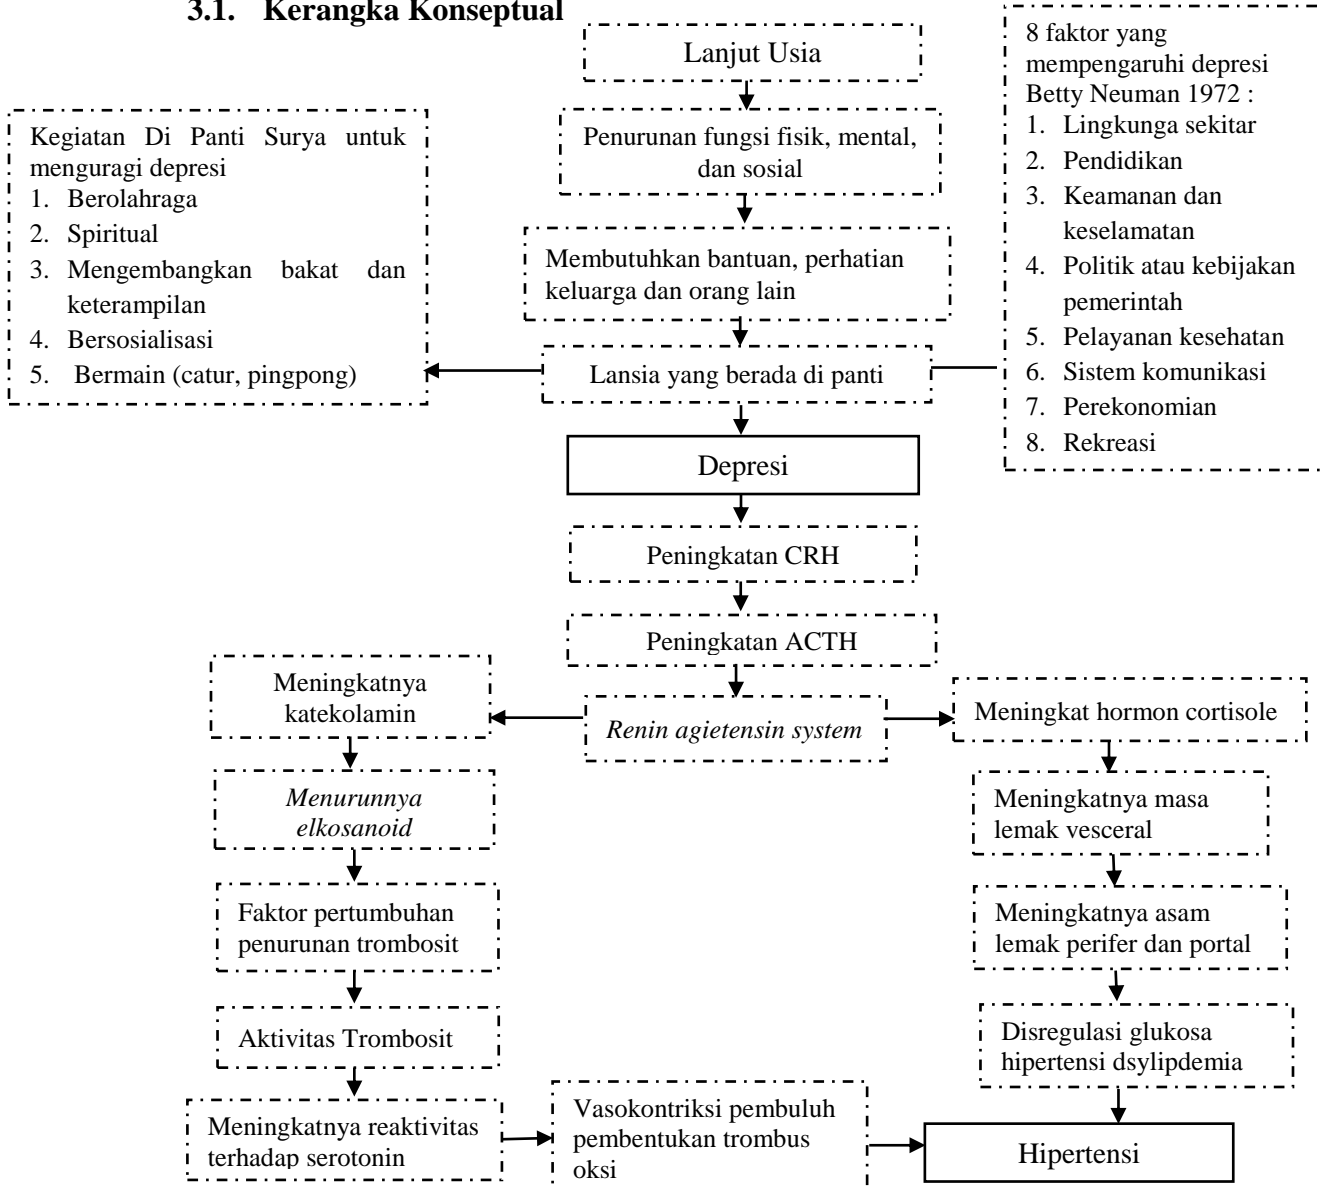 3.1. Kerangka Konseptual
Lanjut Usia
8 faktor yang
mempengaruhi depresi
Betty Neuman 1972 :
1. Lingkunga sekitar
2. Pendidikan
3. Keamanan dan
keselamatan
4. Politik atau kebijakan
pemerintah
5. Pelayanan kesehatan
6. Sistem komunikasi
7. Perekonomian
8. Rekreasi
Kegiatan Di Panti Surya untuk
menguragi depresi
1. Berolahraga
2. Spiritual
3. Mengembangkan bakat dan
keterampilan
4. Bersosialisasi
5. Bermain (catur, pingpong)
Penurunan fungsi fisik, mental,
dan sosial
Membutuhkan bantuan, perhatian
keluarga dan orang lain
Lansia yang berada di panti
Depresi
Peningkatan CRH
Peningkatan ACTH
Renin agietensin system
Meningkatnya
katekolamin
Menurunnya
elkosanoid
Faktor pertumbuhan
penurunan trombosit
Aktivitas Trombosit
Meningkatnya reaktivitas
terhadap serotonin
Vasokontriksi pembuluh
pembentukan trombus
oksi
Meningkat hormon cortisole
Meningkatnya masa
lemak vesceral
Meningkatnya asam
lemak perifer dan portal
Disregulasi glukosa
hipertensi dsylipdemia
Hipertensi